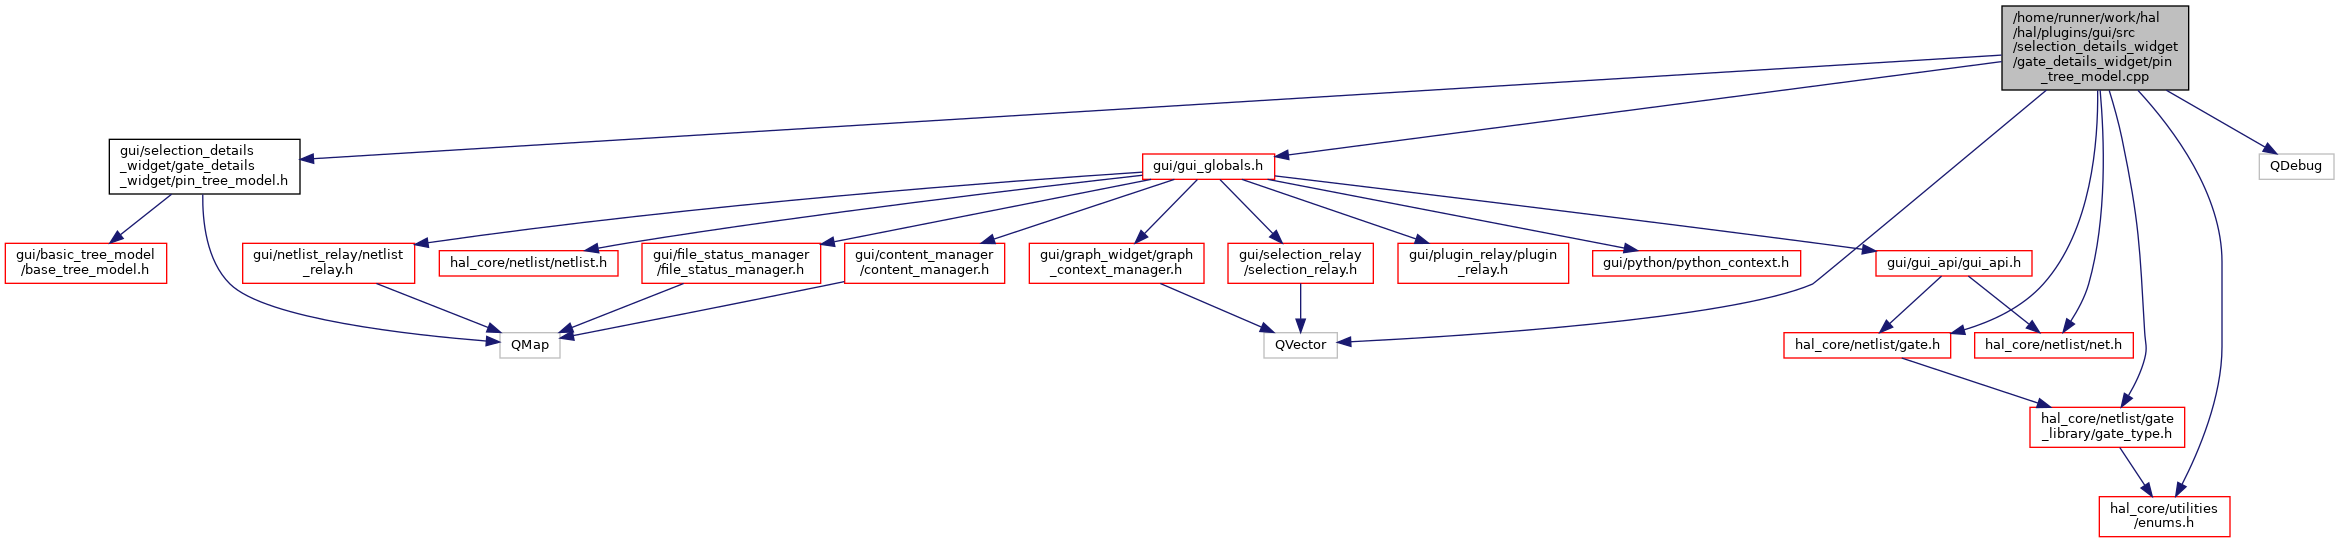 /home/runner/work/hal
/hal/plugins/gui/src
/selection_details_widget
/gate_details_widget/pin
_tree_model.cpp
gui/selection_details
_widget/gate_details
_widget/pin_tree_model.h
gui/gui_globals.h
QDebug
gui/basic_tree_model
/base_tree_model.h
gui/netlist_relay/netlist
_relay.h
hal_core/netlist/netlist.h
gui/file_status_manager
/file_status_manager.h
gui/content_manager
/content_manager.h
gui/graph_widget/graph
_context_manager.h
gui/selection_relay
/selection_relay.h
gui/plugin_relay/plugin
_relay.h
gui/python/python_context.h
gui/gui_api/gui_api.h
QMap
QVector
hal_core/netlist/gate.h
hal_core/netlist/net.h
hal_core/netlist/gate
_library/gate_type.h
hal_core/utilities
/enums.h